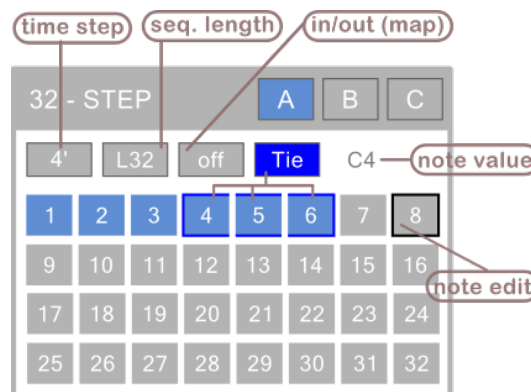 time step seq. length in/out (map)
32 - STEP A B C
4' L32 off Tie C4 note value
1 2 3 4 5 6 7 8
9 10 11 12 13 14 15 16
note edit
17 18 19 20 21 22 23 24
25 26 27 28 29 30 31 32